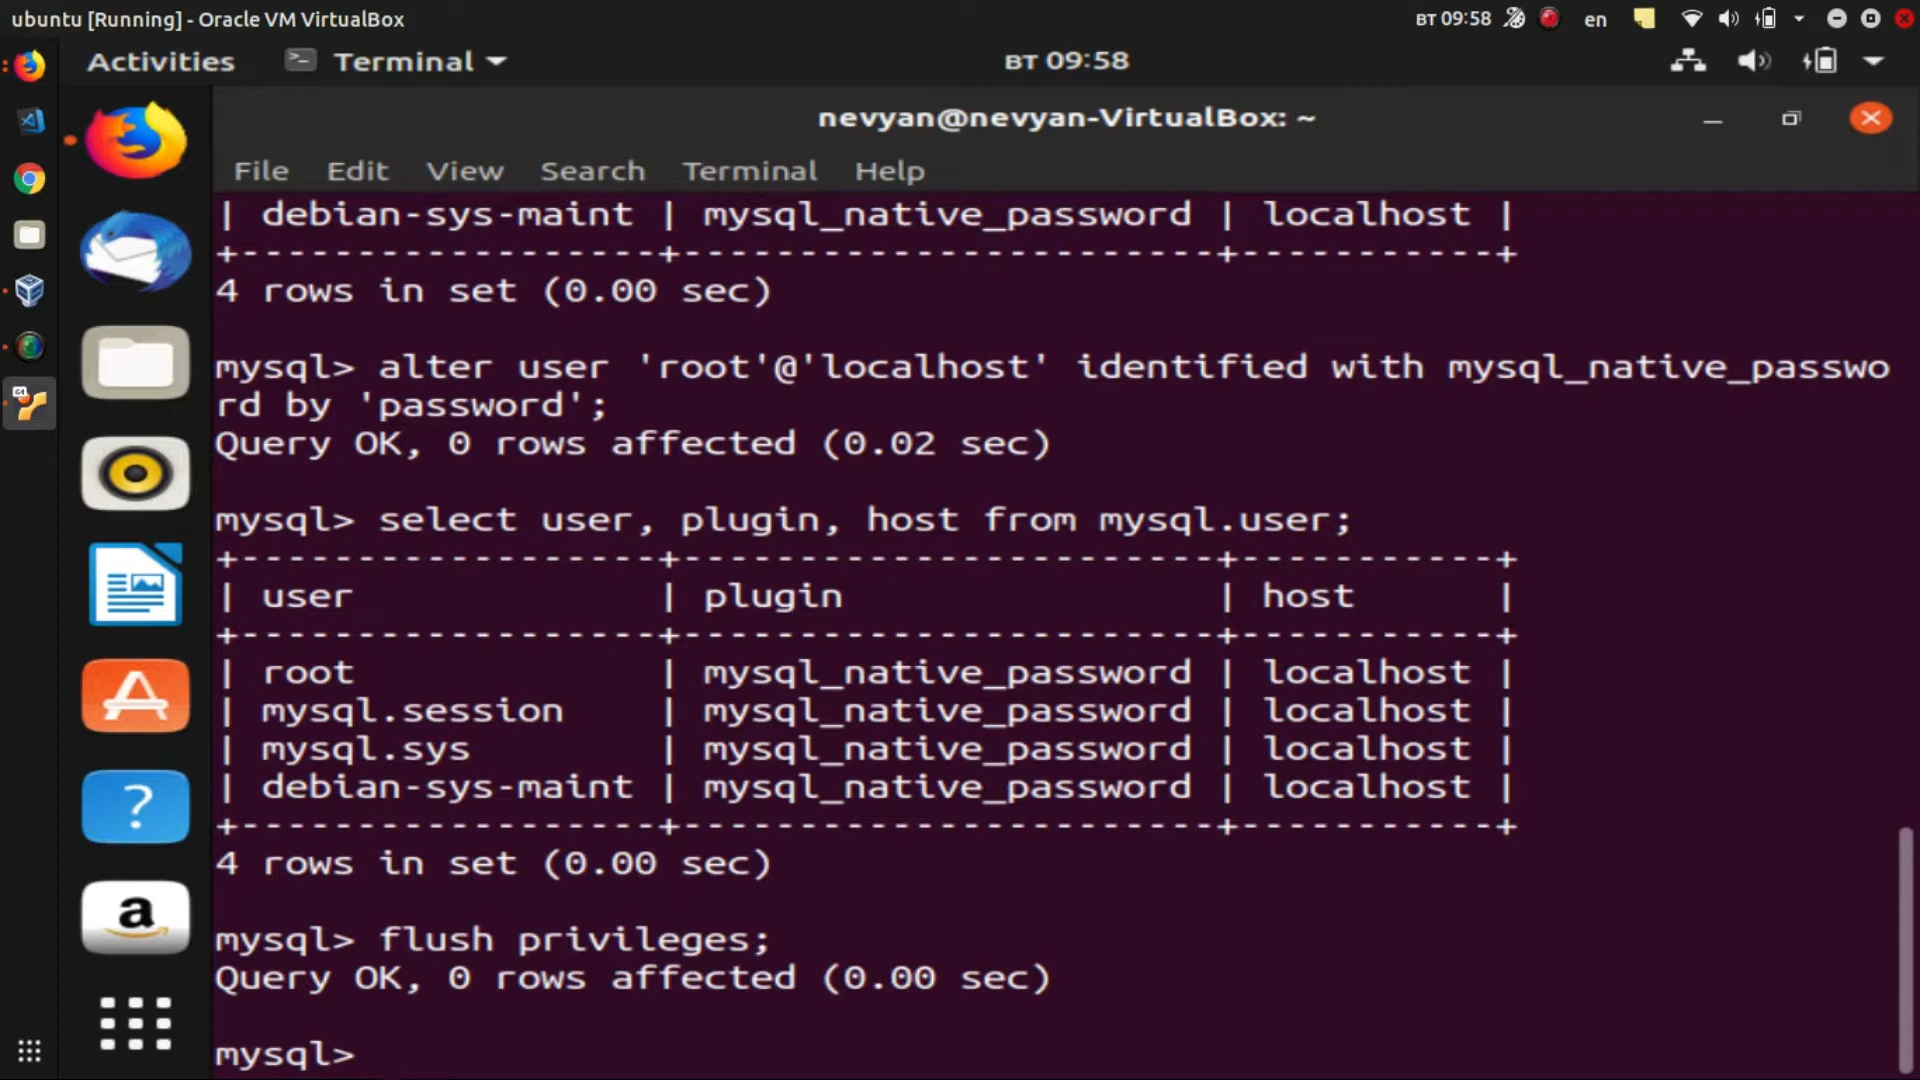 ubuntu [Running] - Oracle VM VirtualBox
вт 09:58
en
Activities
Terminal
вт 09:58
nevyan@nevyan-VirtualBox: ~
File Edit View Search Terminal Help
| debian-sys-maint | mysql_native_password | localhost |
+------------------+-----------------------+-----------+
4 rows in set (0.00 sec)
mysql> alter user 'root'@'localhost' identified with mysql_native_passwo
rd by 'password';
Query OK, 0 rows affected (0.02 sec)
mysql> select user, plugin, host from mysql.user;
+------------------+-----------------------+-----------+
| user             | plugin                | host      |
+------------------+-----------------------+-----------+
| root             | mysql_native_password | localhost |
| mysql.session    | mysql_native_password | localhost |
| mysql.sys        | mysql_native_password | localhost |
| debian-sys-maint | mysql_native_password | localhost |
+------------------+-----------------------+-----------+
4 rows in set (0.00 sec)
mysql> flush privileges;
Query OK, 0 rows affected (0.00 sec)
mysql>